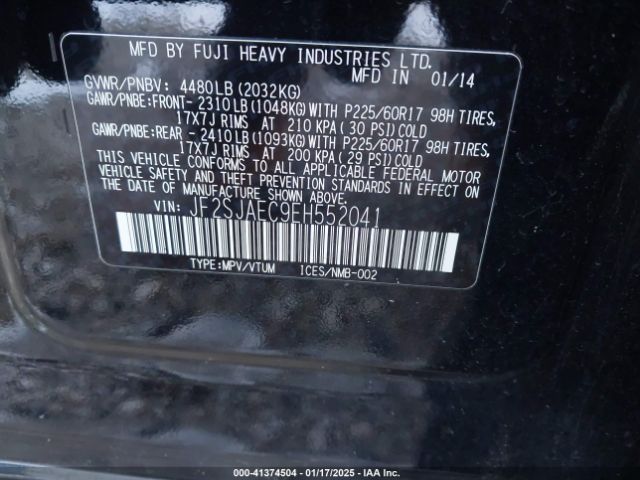 MFD BY FUJI HEAVY INDUSTRIES LTD.
MFD IN 01/14
GVWR/PNBV: 4480LB (2032KG)
GAWR/PNBE: FRONT- 2310LB (1048KG) WITH P225/60R17 98H TIRES,
17X7J RIMS AT 210 KPA ( 30 PSI) COLD
GAWR/PNBE: REAR - 2410LB (1093KG) WITH P225/60R17 98H TIRES,
17X7J RIMS AT 200 KPA ( 29 PSI) COLD
THIS VEHICLE CONFORMS TO ALL APPLICABLE FEDERAL MOTOR
VEHICLE SAFETY AND THEFT PREVENTION STANDARDS IN EFFECT ON
THE DATE OF MANUFACTURE SHOWN ABOVE.
VIN: JF2SJAEC9EH552041
TYPE:MPV/VTUM ICES/NMB-002
000-41374504 - 01/17/2025 - IAA Inc.